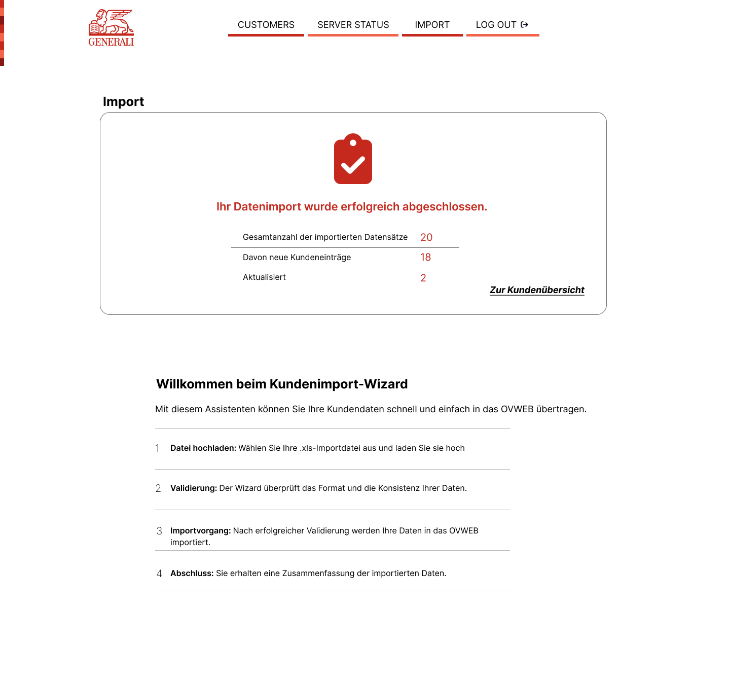 GENERALI
CUSTOMERS
SERVER STATUS
IMPORT
LOG OUT
Import
Ihr Datenimport wurde erfolgreich abgeschlossen.
Gesamtanzahl der importierten Datensätze 20
Davon neue Kundeneinträge 18
Aktualisiert 2
Zur Kundenübersicht
Willkommen beim Kundenimport-Wizard
Mit diesem Assistenten können Sie Ihre Kundendaten schnell und einfach in das OVWEB übertragen.
1 Datei hochladen: Wählen Sie Ihre .xls-Importdatei aus und laden Sie sie hoch
2 Validierung: Der Wizard überprüft das Format und die Konsistenz Ihrer Daten.
3 Importvorgang: Nach erfolgreicher Validierung werden Ihre Daten in das OVWEB
importiert.
4 Abschluss: Sie erhalten eine Zusammenfassung der importierten Daten.